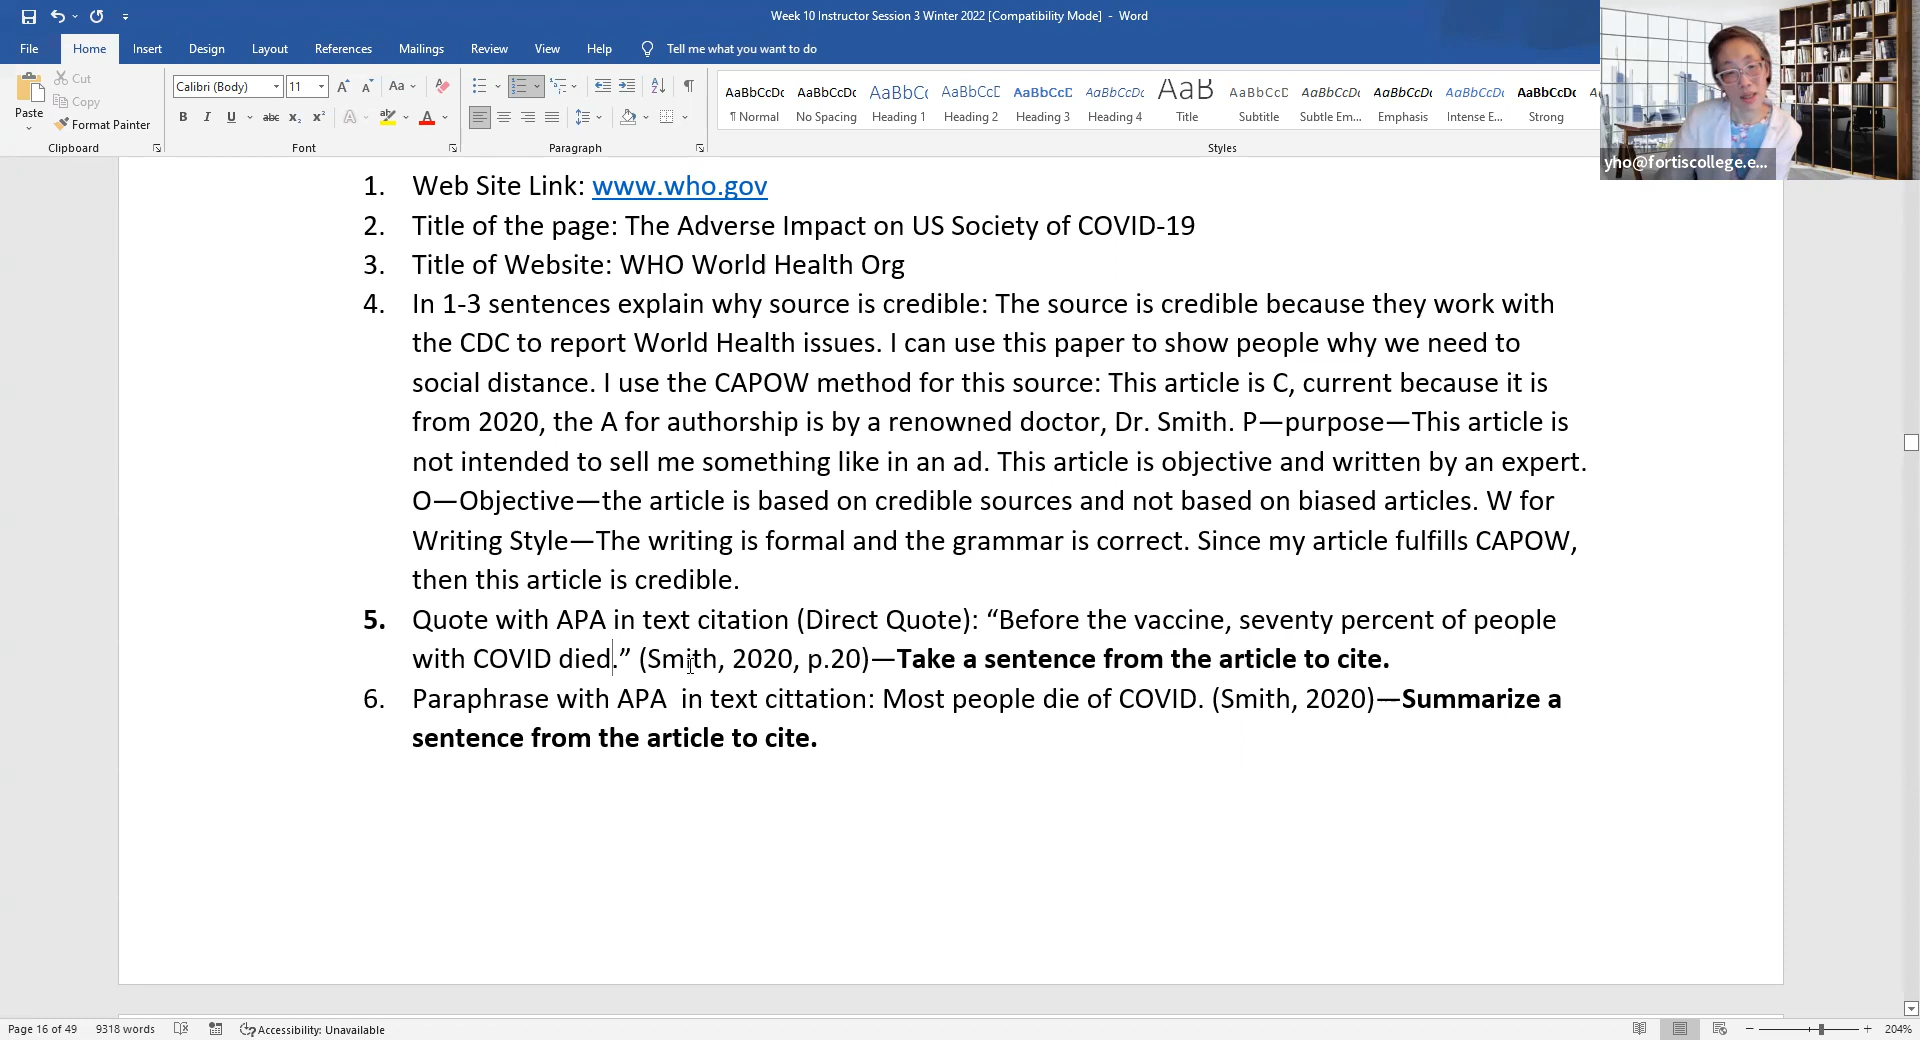 Week 10 Instructor Session 3 Winter 2022 [Compatibility Mode] - Word
File Home Insert Design Layout References Mailings Review View Help Tell me what you want to do
Cut
Copy
Paste
Format Painter
Clipboard
Calibri (Body) 11
Aa
B I U abc x₂ x² A ab A
Font
Paragraph
AaBbCcDc AaBbCcDc AaBbC AaBbCcD AaBbCcD AaBbCcDc AaB AaBbCcD AaBbCcDc AaBbCcDc AaBbCcDc AaBbCcDc
¶ Normal No Spacing Heading 1 Heading 2 Heading 3 Heading 4 Title Subtitle Subtle Em... Emphasis Intense E... Strong
Styles
yho@fortiscollege.e...
1. Web Site Link: www.who.gov
2. Title of the page: The Adverse Impact on US Society of COVID-19
3. Title of Website: WHO World Health Org
4. In 1-3 sentences explain why source is credible: The source is credible because they work with
the CDC to report World Health issues. I can use this paper to show people why we need to
social distance. I use the CAPOW method for this source: This article is C, current because it is
from 2020, the A for authorship is by a renowned doctor, Dr. Smith. P—purpose—This article is
not intended to sell me something like in an ad. This article is objective and written by an expert.
O—Objective—the article is based on credible sources and not based on biased articles. W for
Writing Style—The writing is formal and the grammar is correct. Since my article fulfills CAPOW,
then this article is credible.
5. Quote with APA in text citation (Direct Quote): “Before the vaccine, seventy percent of people
with COVID died.” (Smith, 2020, p.20)—Take a sentence from the article to cite.
6. Paraphrase with APA  in text cittation: Most people die of COVID. (Smith, 2020)—Summarize a
sentence from the article to cite.
Page 16 of 49 9318 words Accessibility: Unavailable 204%